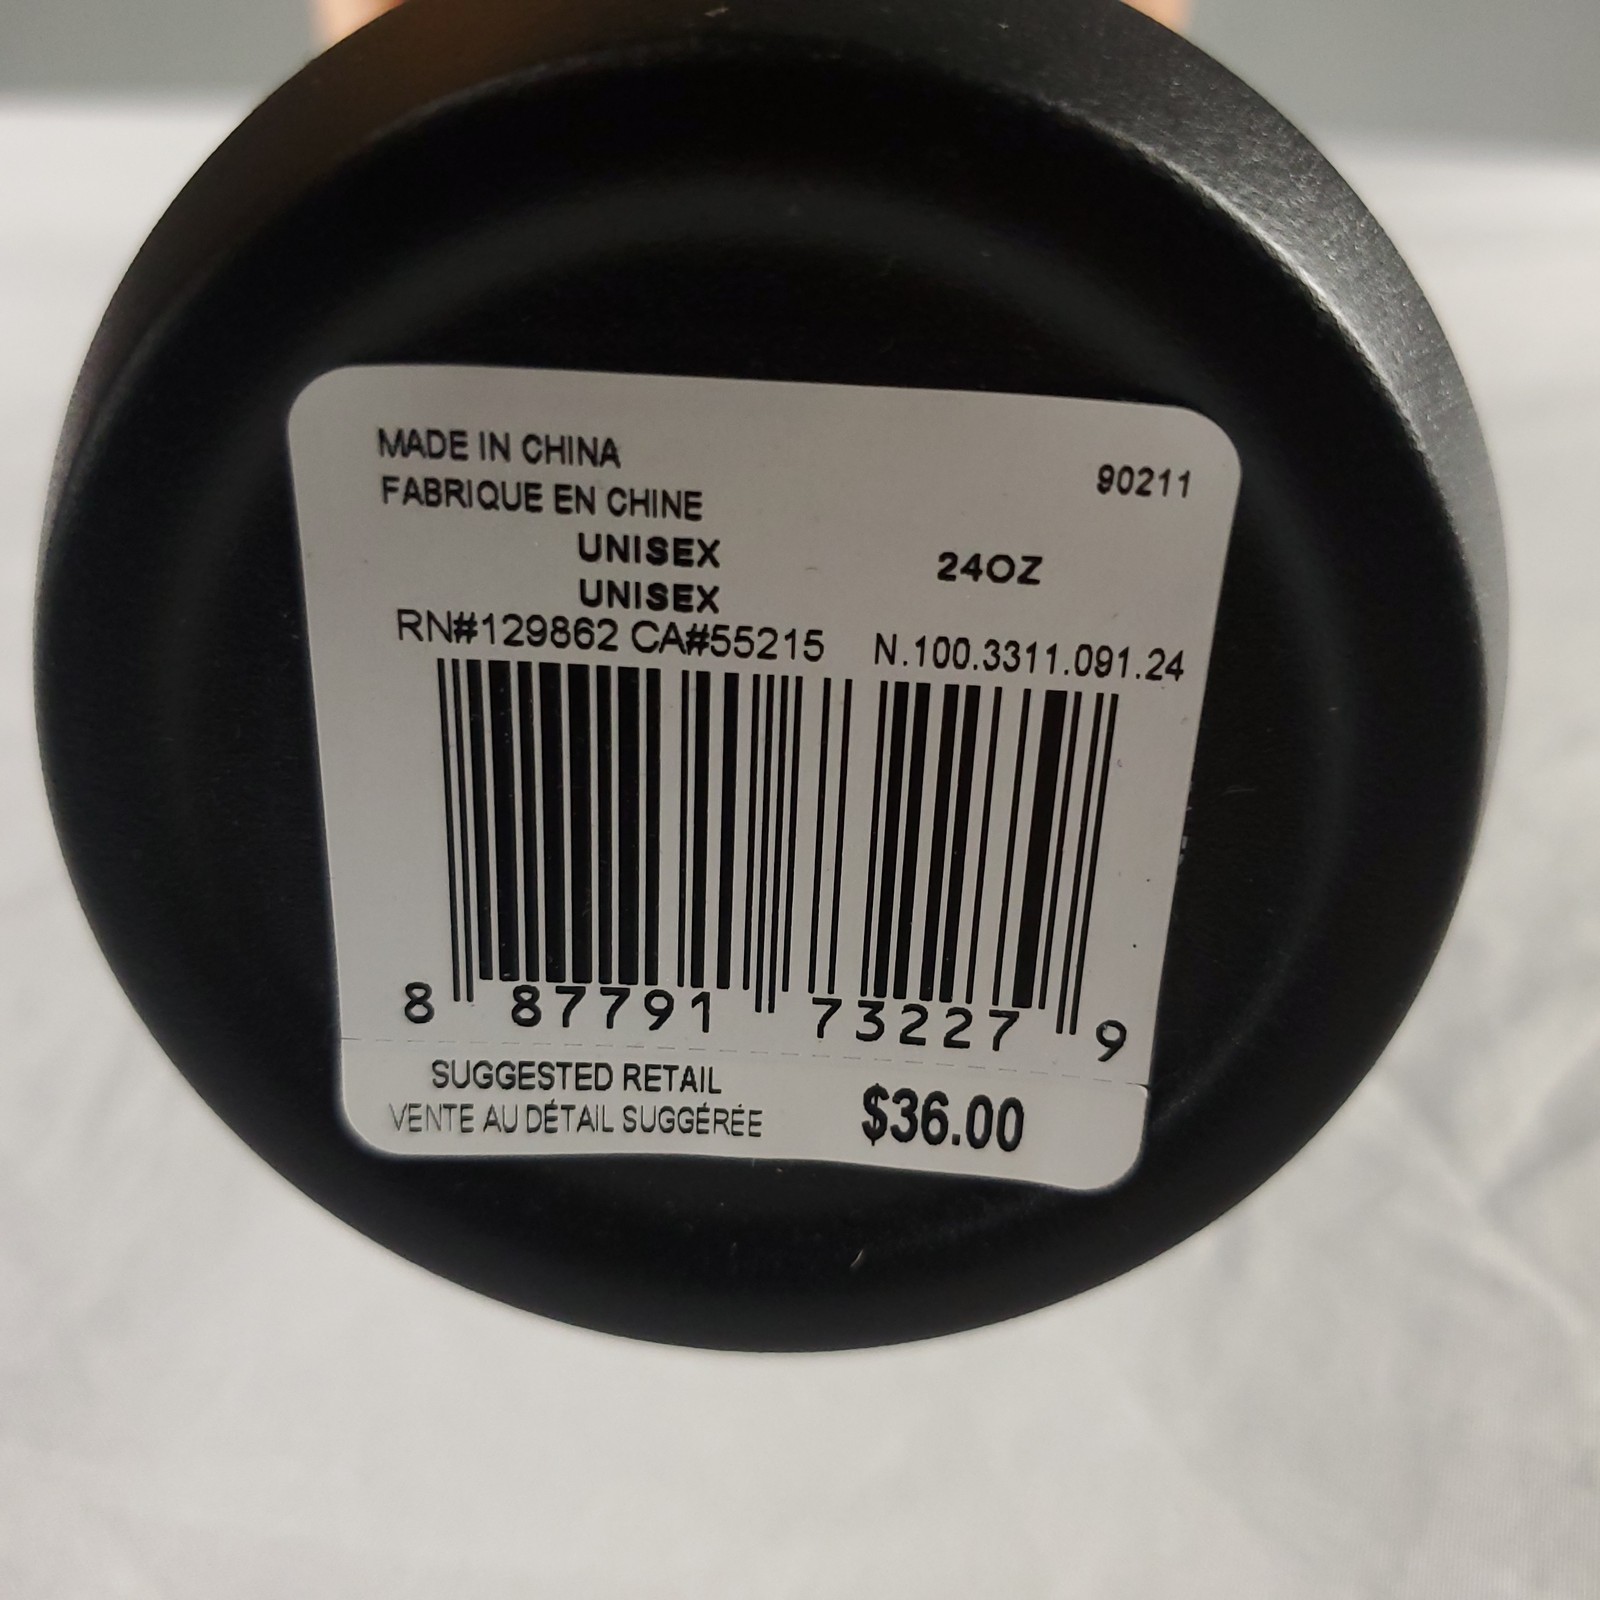 MADE IN CHINA
FABRIQUE EN CHINE
90211
UNISEX
UNISEX
24OZ
RN#129862 CA#55215 N.100.3311.091.24
8 87791 73227 9
SUGGESTED RETAIL
VENTE AU DÉTAIL SUGGÉRÉE
$36.00